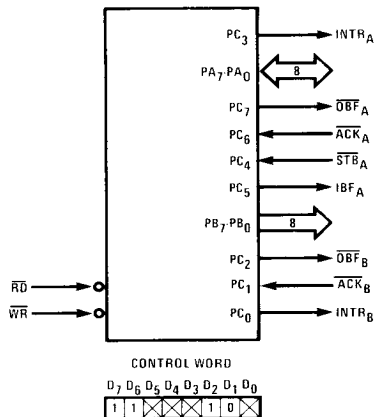 PC3 INTRA
PA7-PA0 8
PC7 OBFA
PC6 ACKA
PC4 STBA
PC5 IBFA
PB7-PB0 8
PC2 OBFB
RD PC1 ACKB
WR PC0 INTRB
CONTROL WORD
D7 D6 D5 D4 D3 D2 D1 D0
1 1 1 0